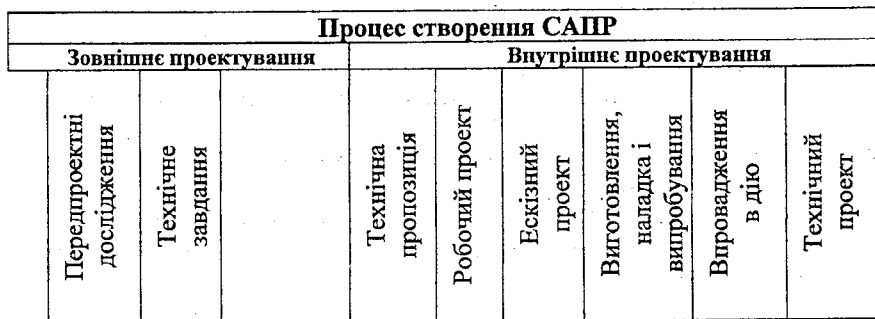 Процес створення САПР
Зовнішнє проектування
Внутрішнє проектування
Передпроектні
дослідження
Технічне
завдання
Технічна
пропозиція
Робочий проект
Ескізний
проект
Виготовлення,
наладка і
випробування
Впровадження
в дію
Технічний
проект